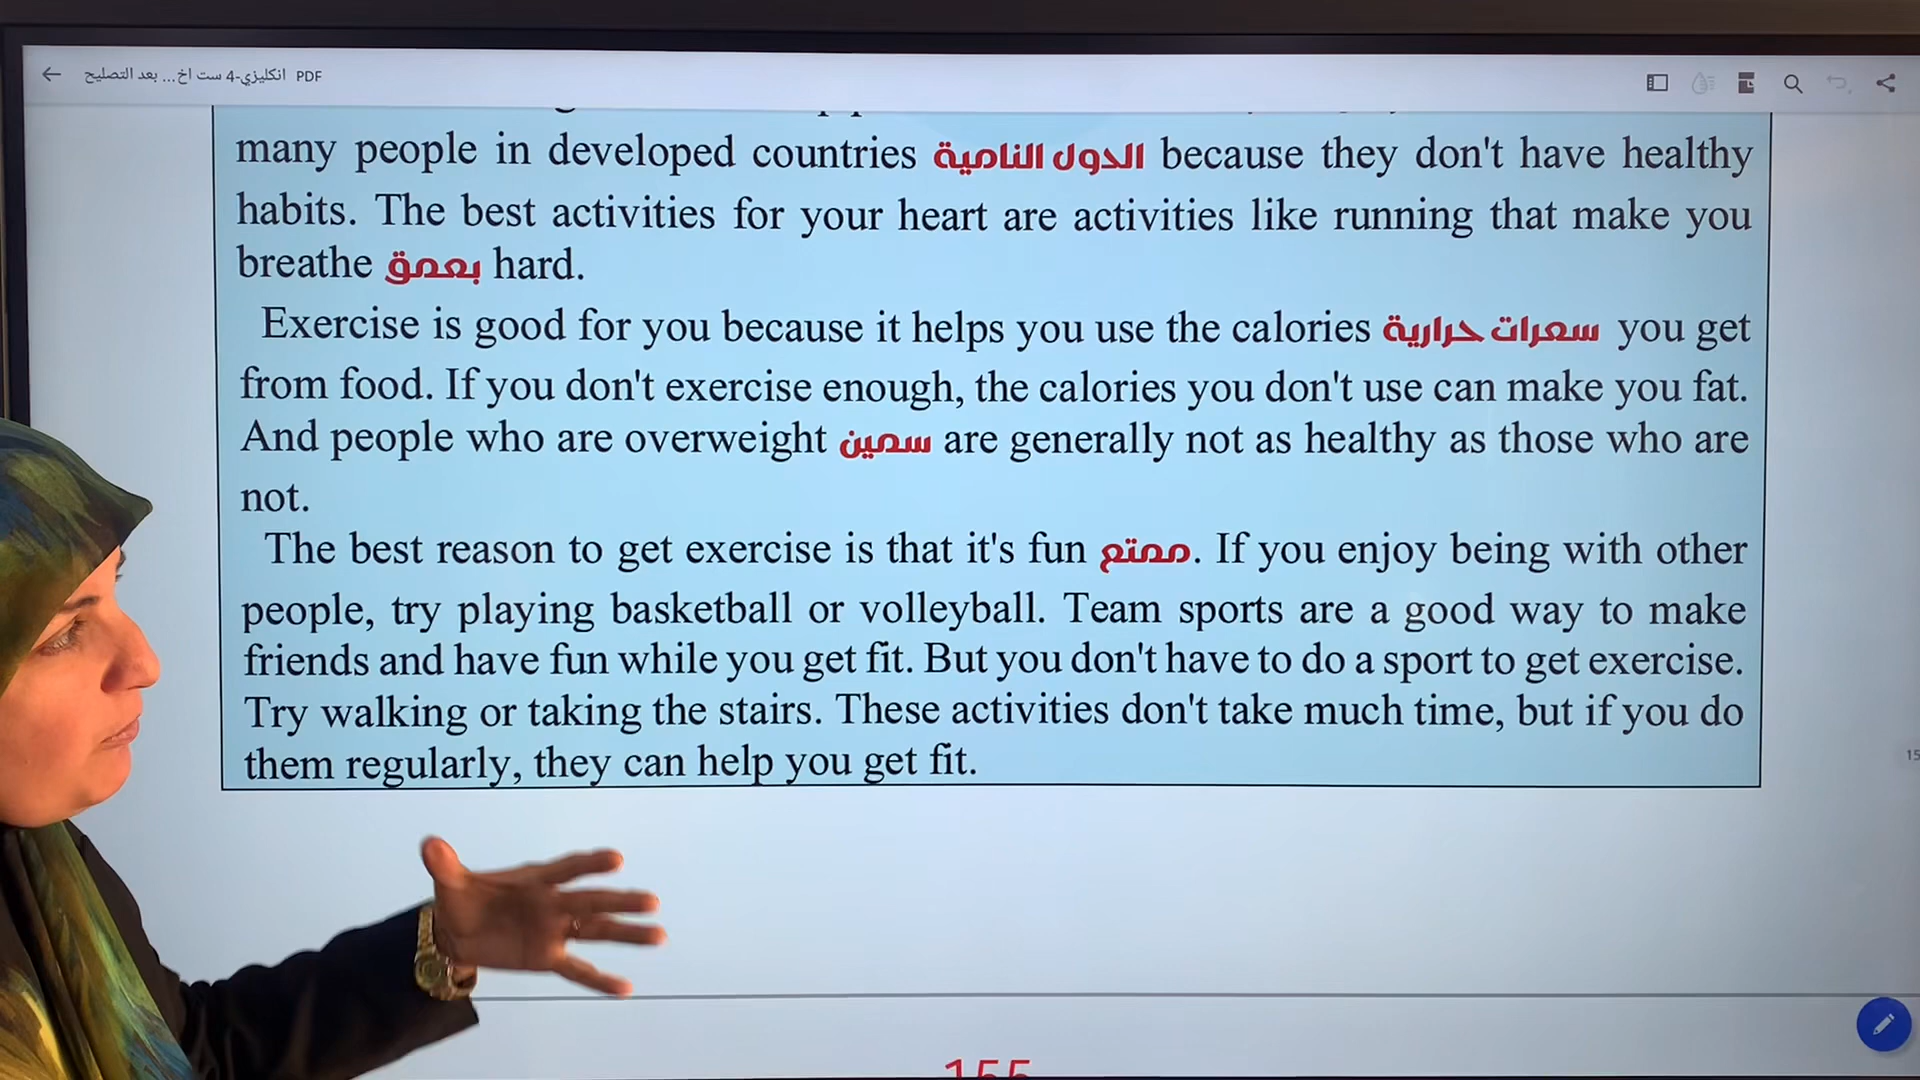 انكليزي-4 ست اخ... بعد التصليح PDF
many people in developed countries الدول النامية because they don't have healthy
habits. The best activities for your heart are activities like running that make you
breathe بعمق hard.
Exercise is good for you because it helps you use the calories سعرات حرارية you get
from food. If you don't exercise enough, the calories you don't use can make you fat.
And people who are overweight سمين are generally not as healthy as those who are
not.
The best reason to get exercise is that it's fun ممتع. If you enjoy being with other
people, try playing basketball or volleyball. Team sports are a good way to make
friends and have fun while you get fit. But you don't have to do a sport to get exercise.
Try walking or taking the stairs. These activities don't take much time, but if you do
them regularly, they can help you get fit.
155